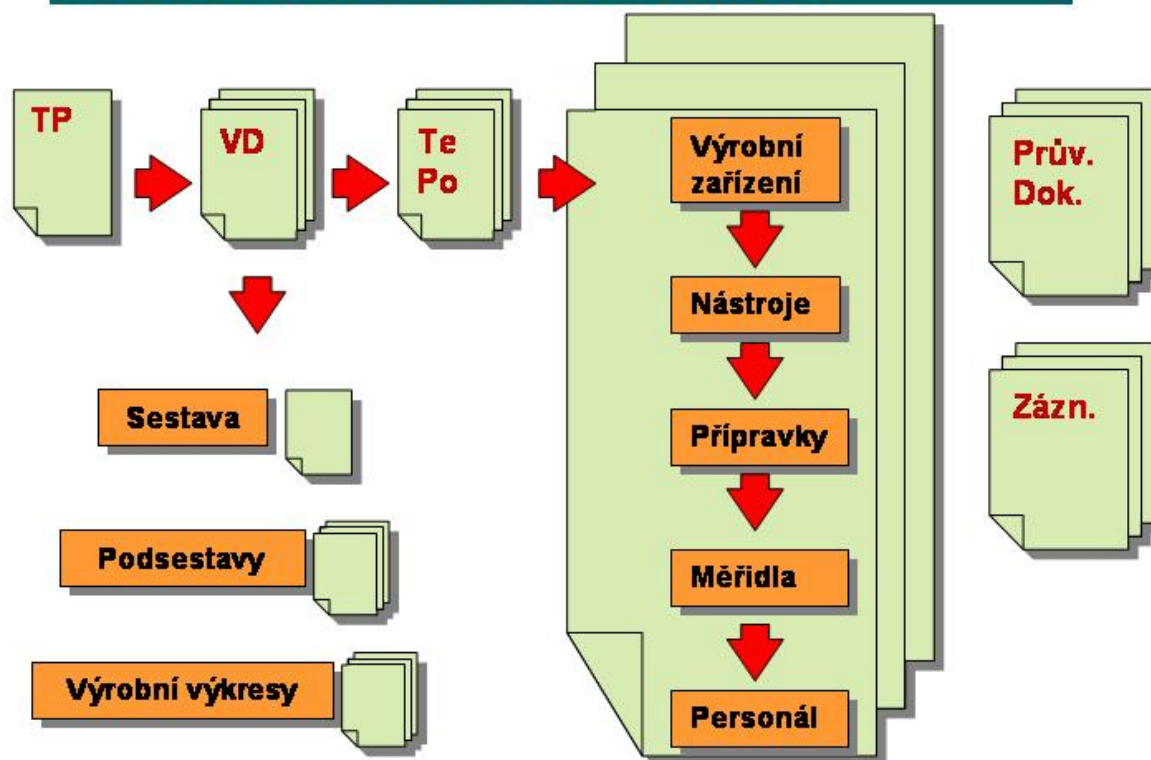 TP
VD
Te
Po
Výrobní
zařízení
Nástroje
Přípravky
Měřidla
Personál
Prův.
Dok.
Zázn.
Sestava
Podsestavy
Výrobní výkresy